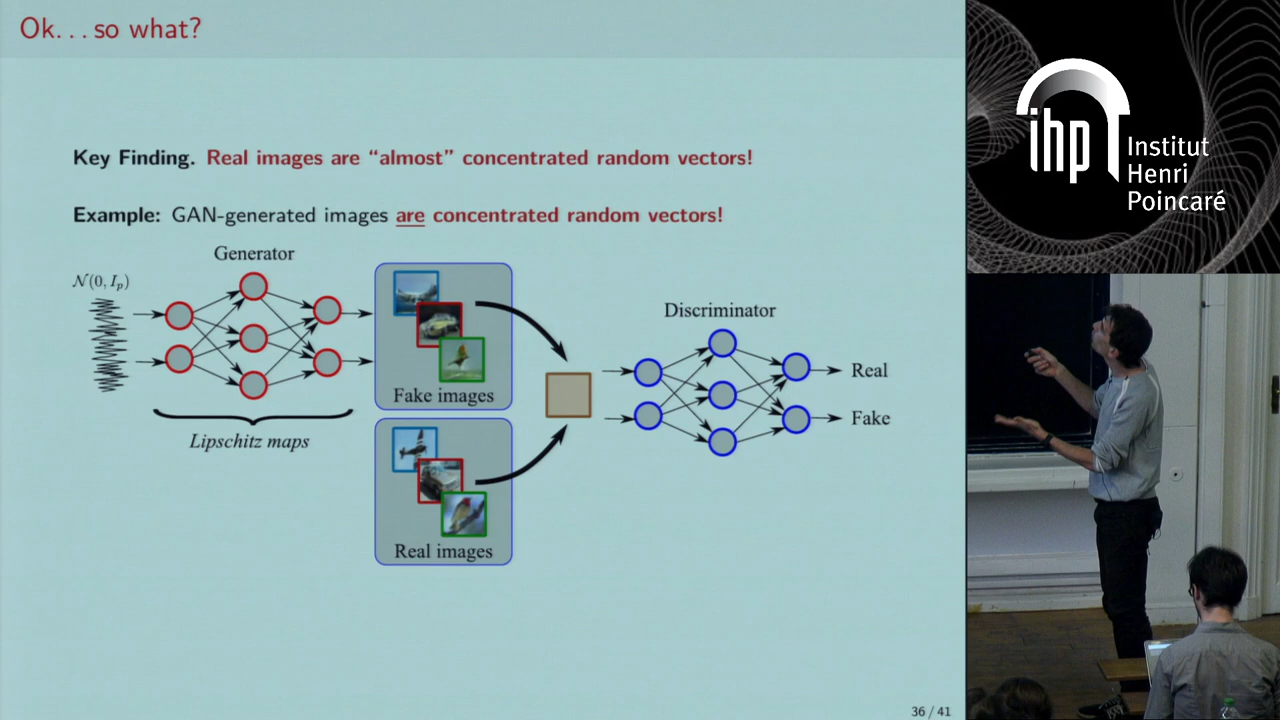 Ok... so what?
Key Finding. Real images are “almost” concentrated random vectors!
Example: GAN-generated images are concentrated random vectors!
Generator
N(0, Ip)
Lipschitz maps
Fake images
Real images
Discriminator
Real
Fake
36 / 41
ihp Institut
Henri
Poincaré